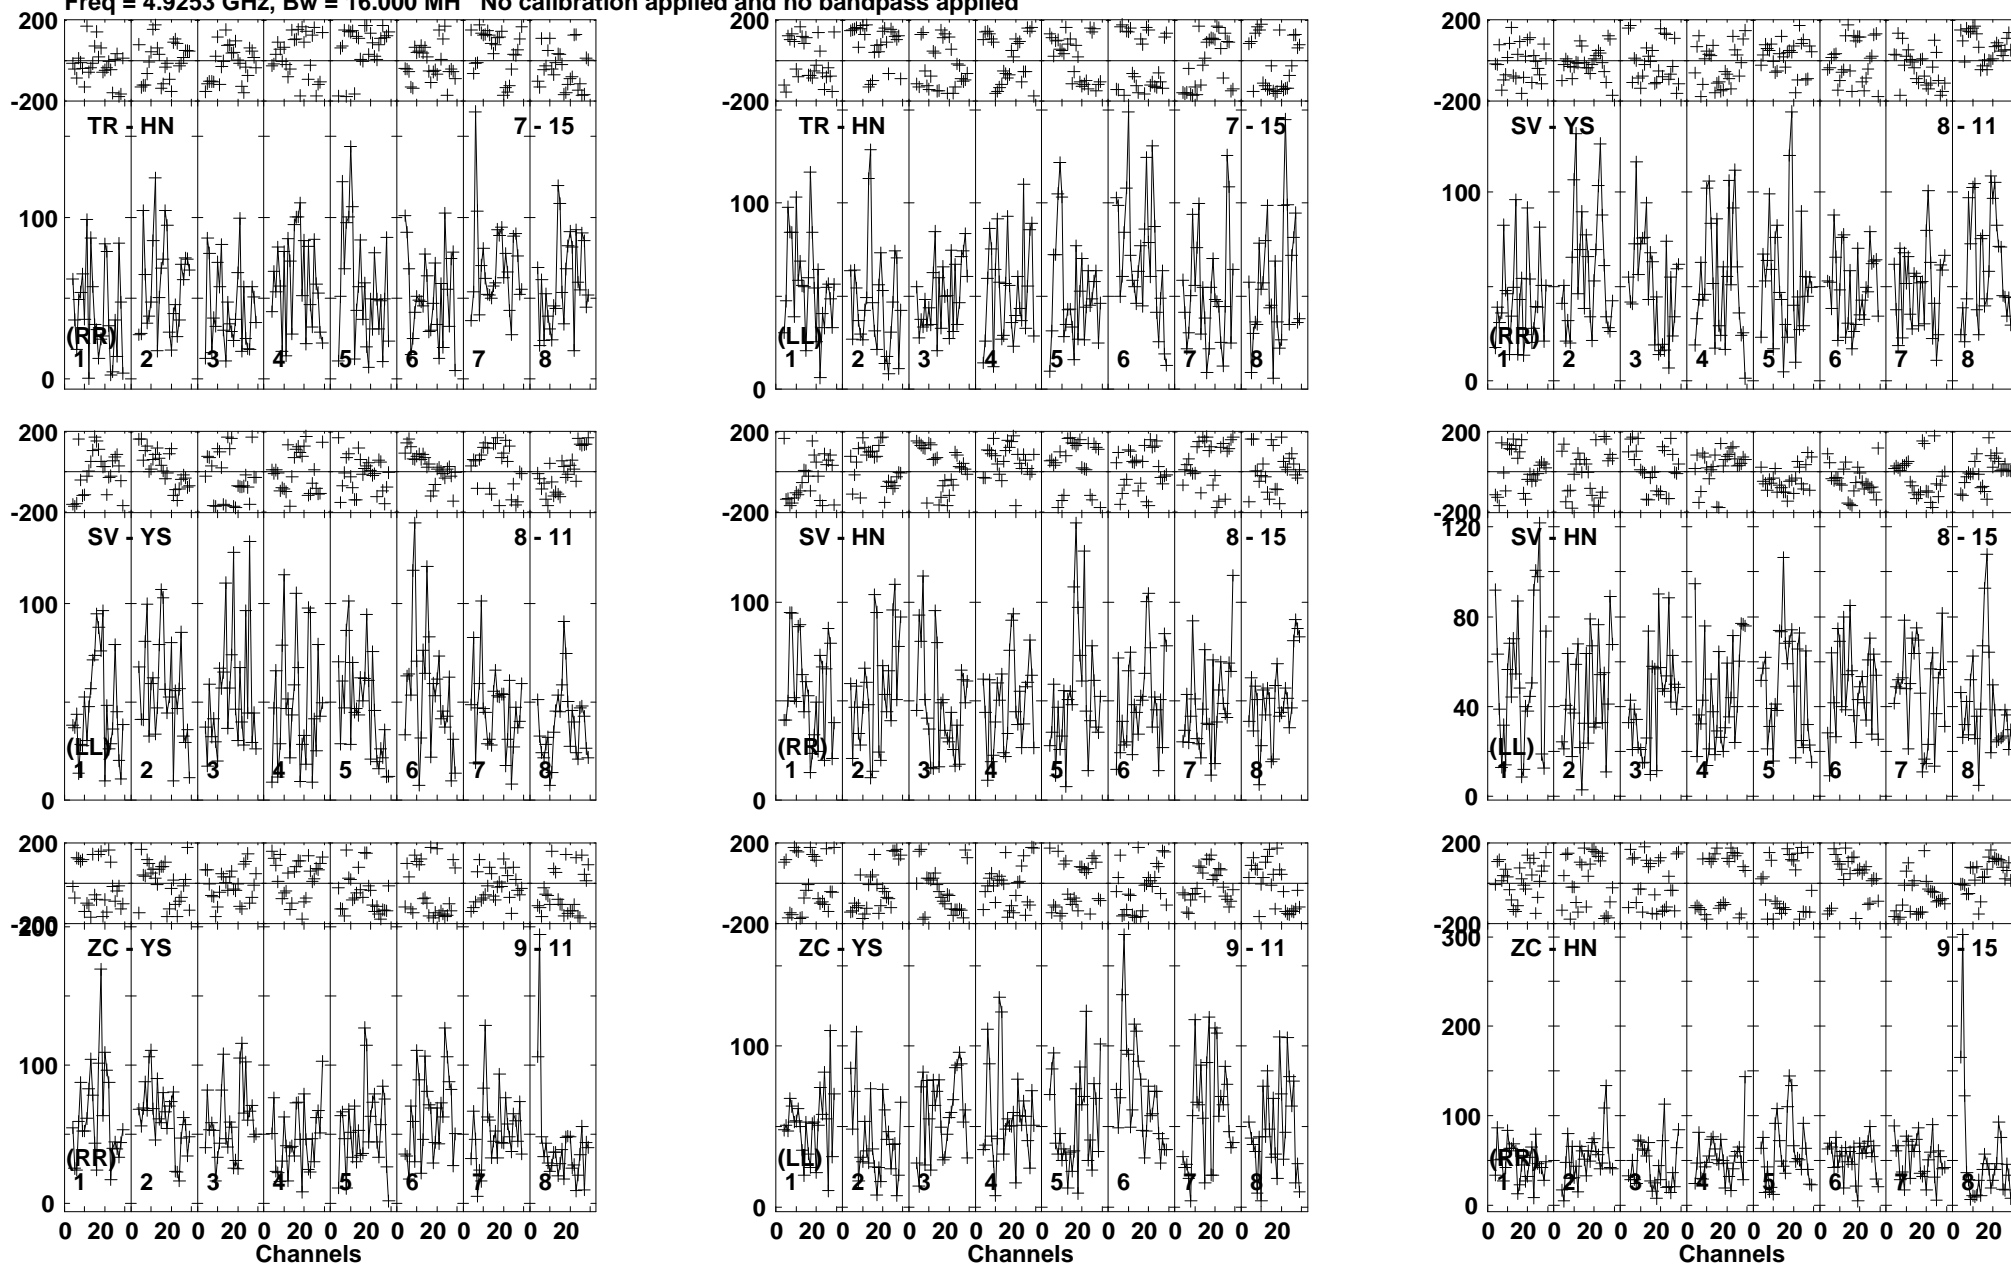 Freq = 4.9253 GHz, Bw = 16.000 MH No calibration applied and no bandpass applied
200 200 200
-200 -200 -200
TR - HN 7 - 15 TR - HN 7 - 15 SV - YS 8 - 11
100 100 100
(RR) (LL) (RR)
1 2 3 4 5 6 7 8 1 2 3 4 5 6 7 8 1 2 3 4 5 6 7 8
0 0 0
200 200 200
-200 -200 -200
120
SV - YS 8 - 11 SV - HN 8 - 15 SV - HN 8 - 15
100 100 80
40
(LL) (RR) (LL)
1 2 3 4 5 6 7 8 1 2 3 4 5 6 7 8 1 2 3 4 5 6 7 8
0 0 0
200 200 200
-200 -200 -200
200 300
ZC - YS 9 - 11 ZC - YS 9 - 11 ZC - HN 9 - 15
200
100 100 100
(RR) (LL) (RR)
1 2 3 4 5 6 7 8 1 2 3 4 5 6 7 8 1 2 3 4 5 6 7 8
0 0 0
0 20 0 20 0 20 0 20 0 20 0 20 0 20 0 20 0 20 0 20 0 20 0 20 0 20 0 20 0 20 0 20 0 20 0 20 0 20 0 20 0 20 0 20 0 20 0 20
Channels Channels Channels